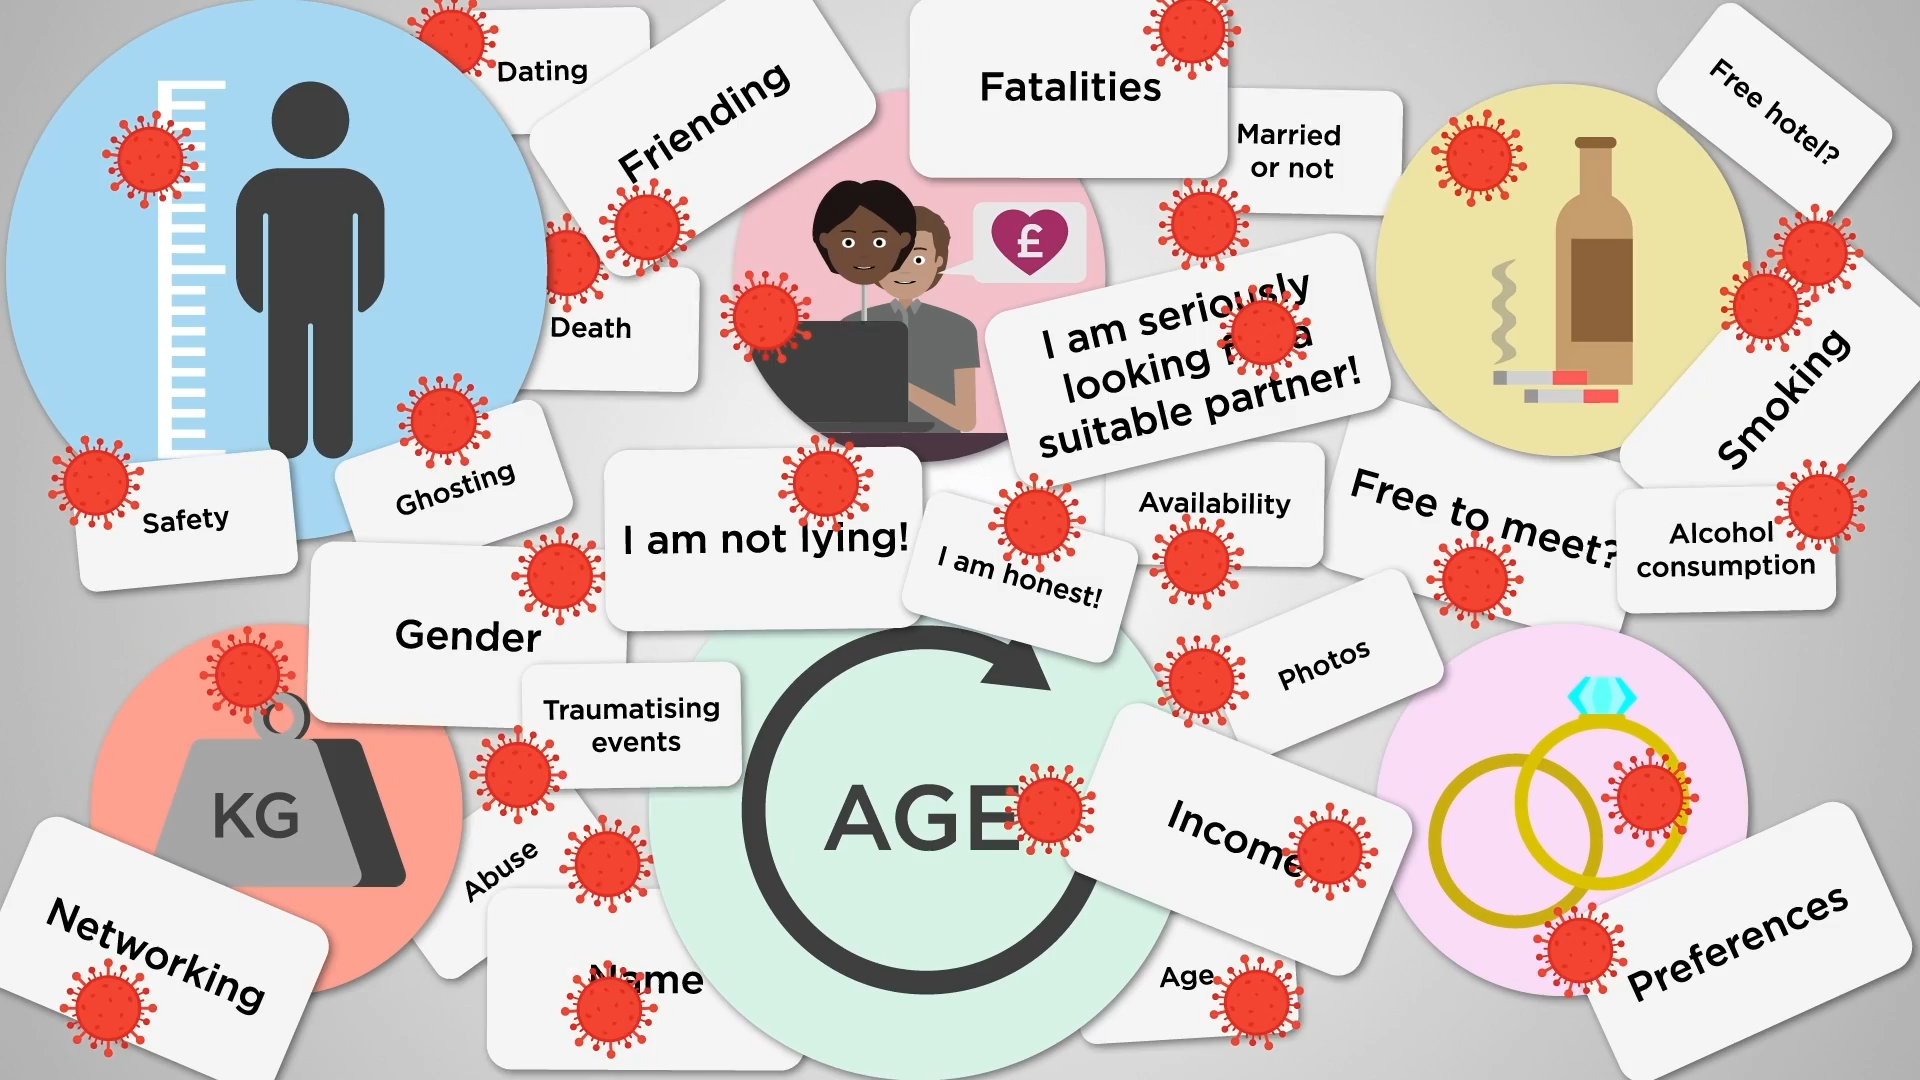 Dating
Friending
Fatalities
Married
or not
Free hotel?
£
Death
I am seriously
looking for a
suitable partner!
Smoking
Safety
Ghosting
I am not lying!
I am honest!
Availability
Free to meet?
Alcohol
consumption
Gender
Photos
Traumatising
events
KG
AGE
Income
Abuse
Networking
Name
Age
Preferences